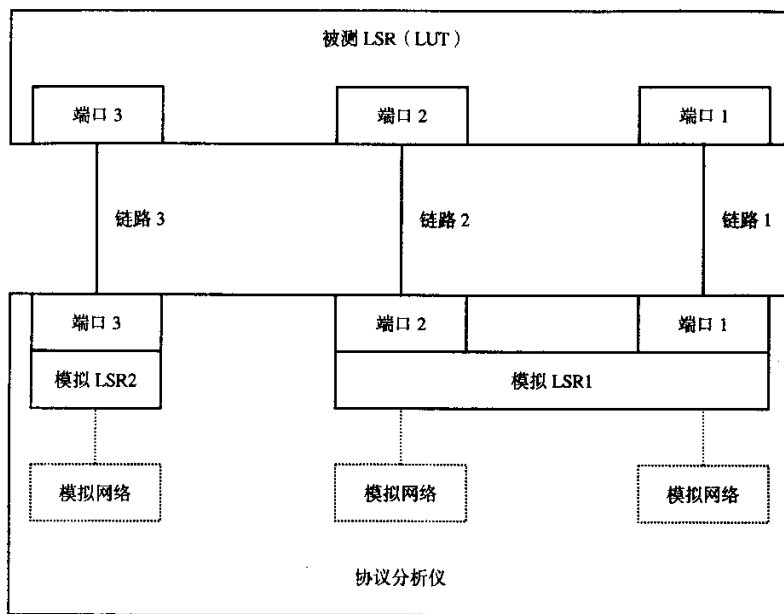 被测 LSR（LUT）
端口 3
端口 2
端口 1
链路 3
链路 2
链路 1
端口 3
端口 2
端口 1
模拟 LSR2
模拟 LSR1
模拟网络
模拟网络
模拟网络
协议分析仪